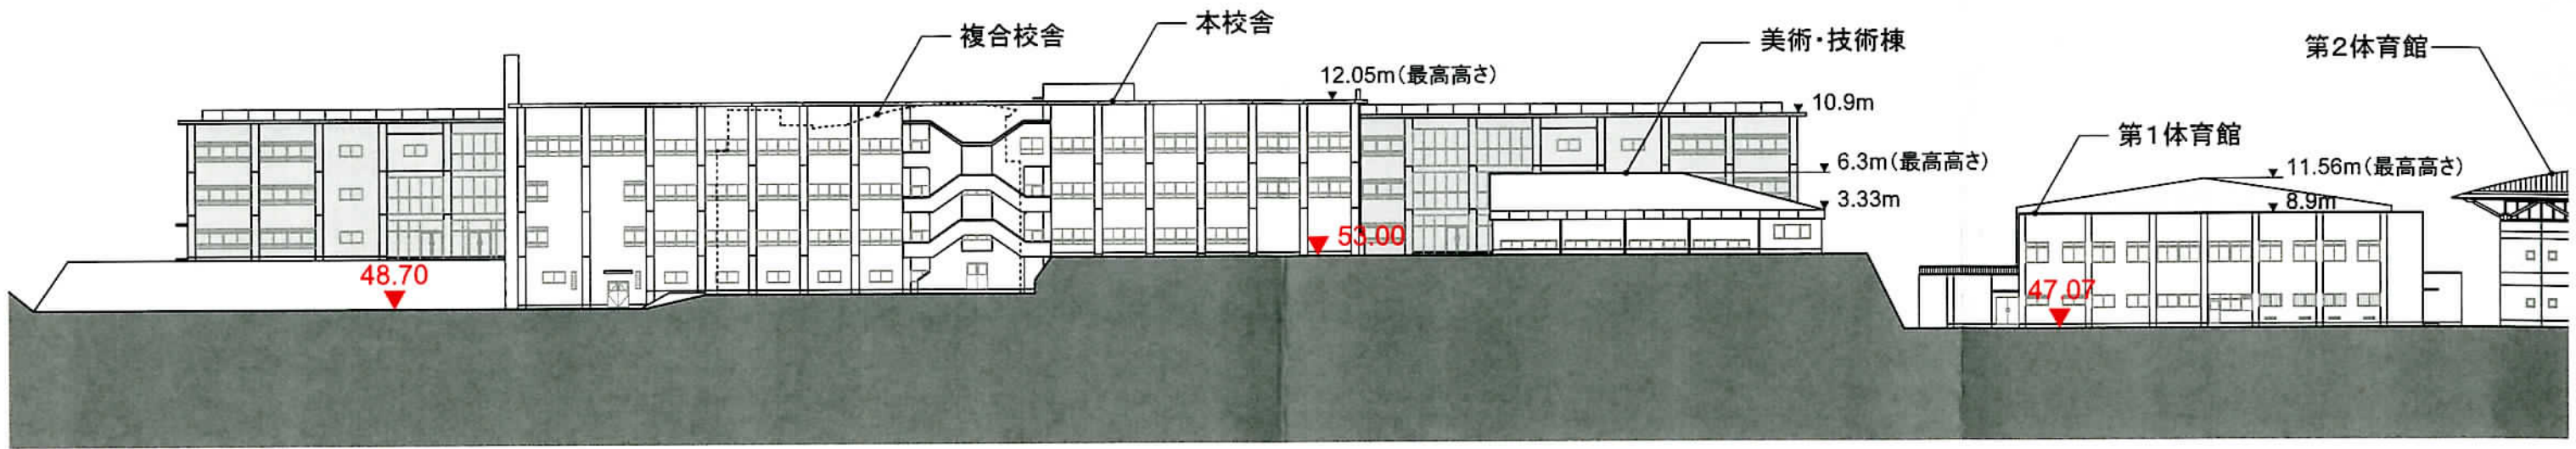 複合校舎
本校舎
美術・技術棟
第2体育館
12.05m（最高高さ）
10.9m
第1体育館
6.3m（最高高さ）
11.56m（最高高さ）
3.33m
8.9m
53.00
48.70
47.07